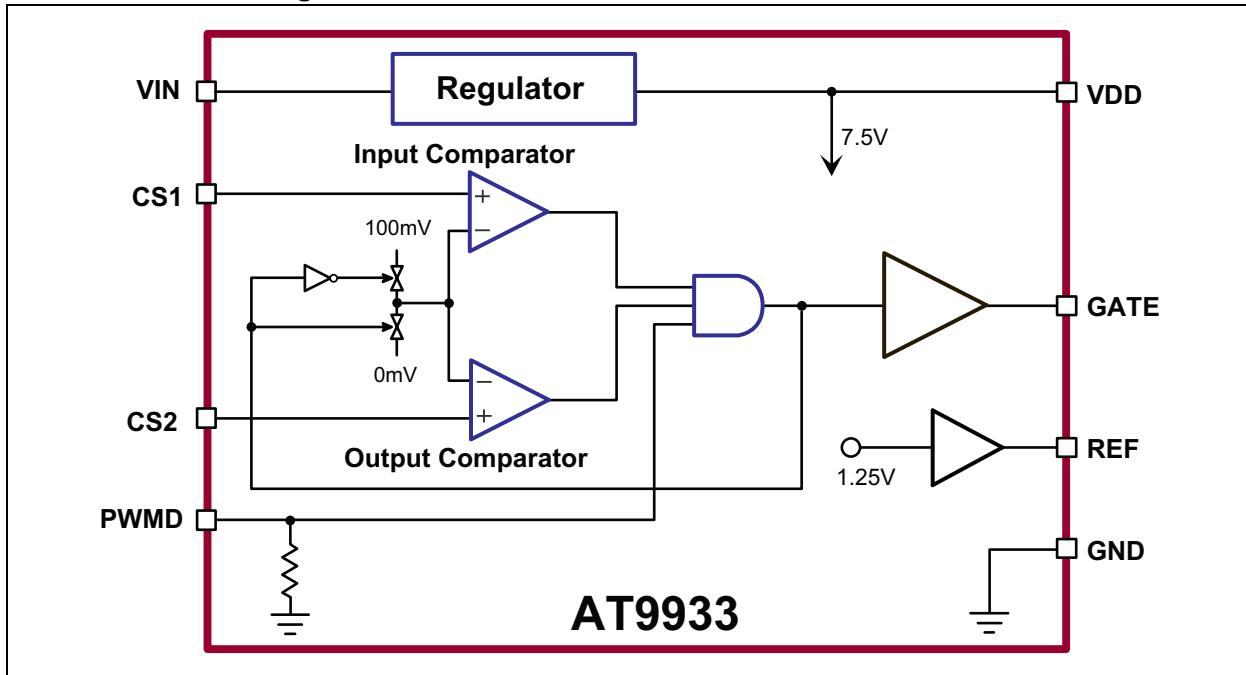 VIN
Regulator
VDD
7.5V
Input Comparator
CS1
+
−
100mV
0mV
GATE
−
+
CS2
Output Comparator
1.25V
REF
PWMD
GND
AT9933